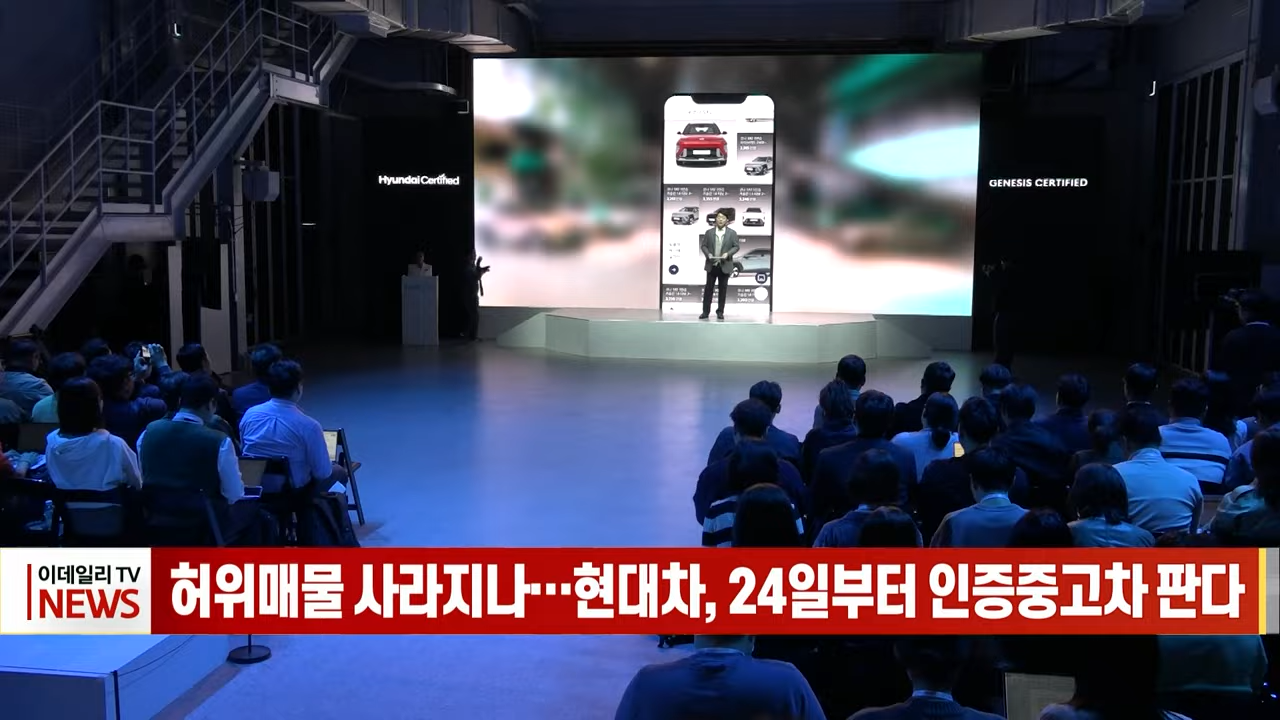 Hyundai Certified
GENESIS CERTIFIED
이데일리 TV
NEWS
허위매물 사라지나…현대차, 24일부터 인증중고차 판다